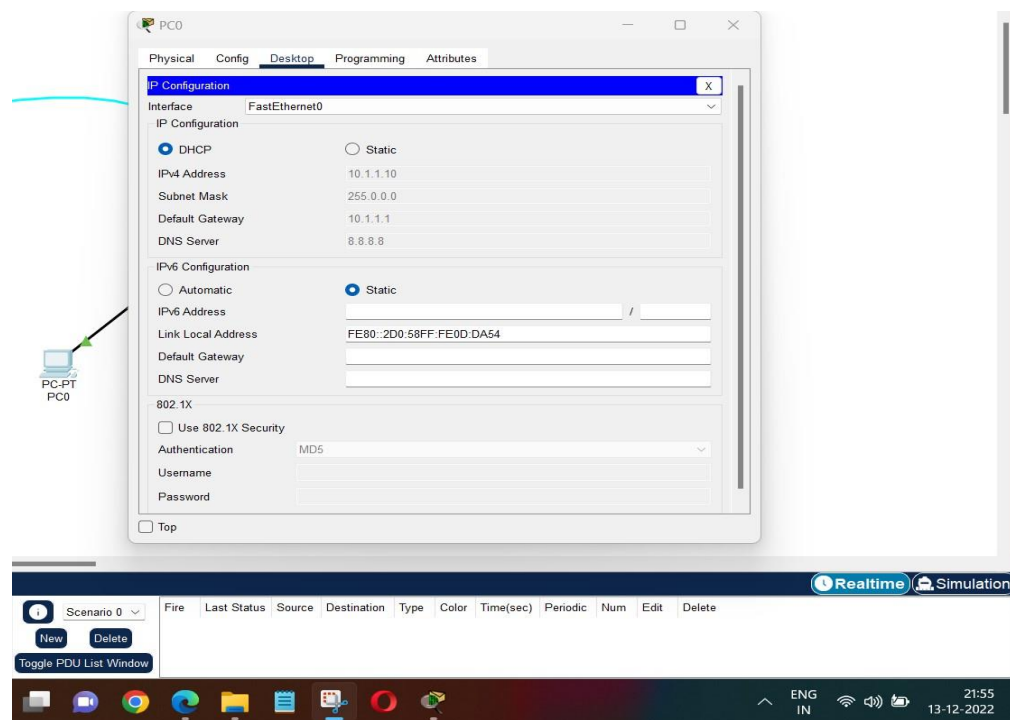 PC0
Physical Config Desktop Programming Attributes
IP Configuration X
Interface FastEthernet0
IP Configuration
DHCP Static
IPv4 Address 10.1.1.10
Subnet Mask 255.0.0.0
Default Gateway 10.1.1.1
DNS Server 8.8.8.8
IPv6 Configuration
Automatic Static
IPv6 Address /
Link Local Address FE80::2D0:58FF:FE0D:DA54
Default Gateway
DNS Server
802.1X
Use 802.1X Security
Authentication MD5
Username
Password
Top
PC-PT
PC0
Realtime Simulation
Scenario 0 Fire Last Status Source Destination Type Color Time(sec) Periodic Num Edit Delete
New Delete
Toggle PDU List Window
ENG 21:55
IN 13-12-2022